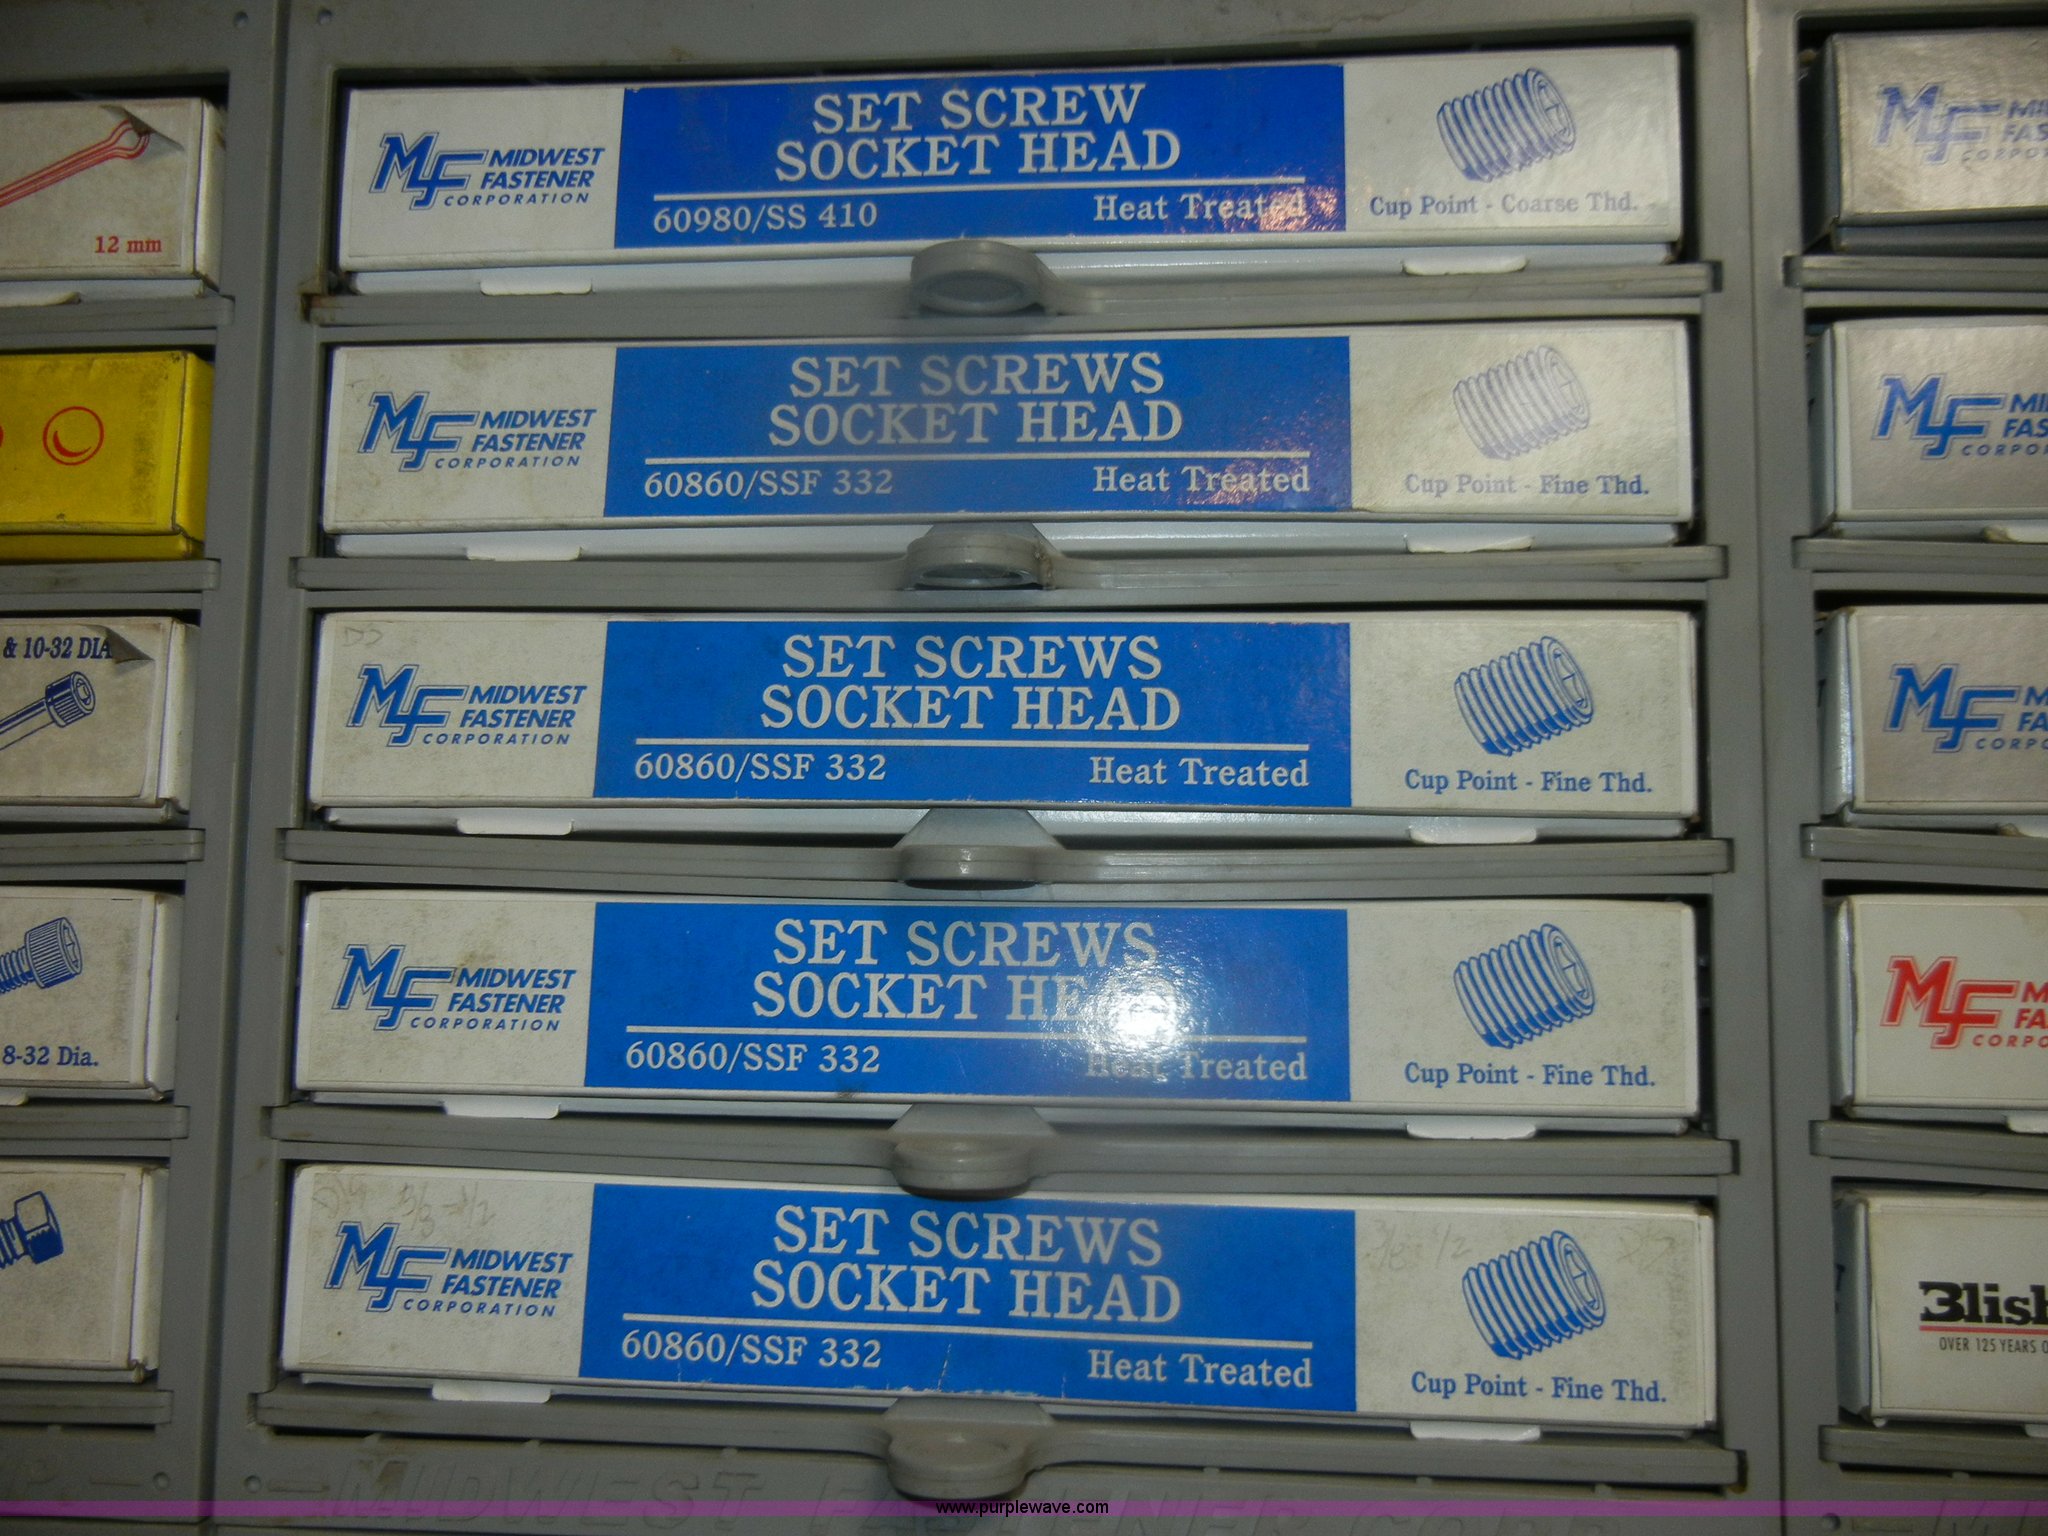 12 mm
& 10-32 DIA
8-32 Dia.
MF MIDWEST
FASTENER
CORPORATION
SET SCREW
SOCKET HEAD
60980/SS 410
Heat Treated
Cup Point - Coarse Thd.
MF MIDWEST
FASTENER
CORPORATION
SET SCREWS
SOCKET HEAD
60860/SSF 332
Heat Treated
Cup Point - Fine Thd.
MF MIDWEST
FASTENER
CORPORATION
SET SCREWS
SOCKET HEAD
60860/SSF 332
Heat Treated
Cup Point - Fine Thd.
MF MIDWEST
FASTENER
CORPORATION
SET SCREWS
SOCKET HEAD
60860/SSF 332
Heat Treated
Cup Point - Fine Thd.
MF MIDWEST
FASTENER
CORPORATION
SET SCREWS
SOCKET HEAD
60860/SSF 332
Heat Treated
Cup Point - Fine Thd.
MF
MF
MF
MF
OVER 125 YEARS
MIDWEST FASTENER CORP
www.purplewave.com